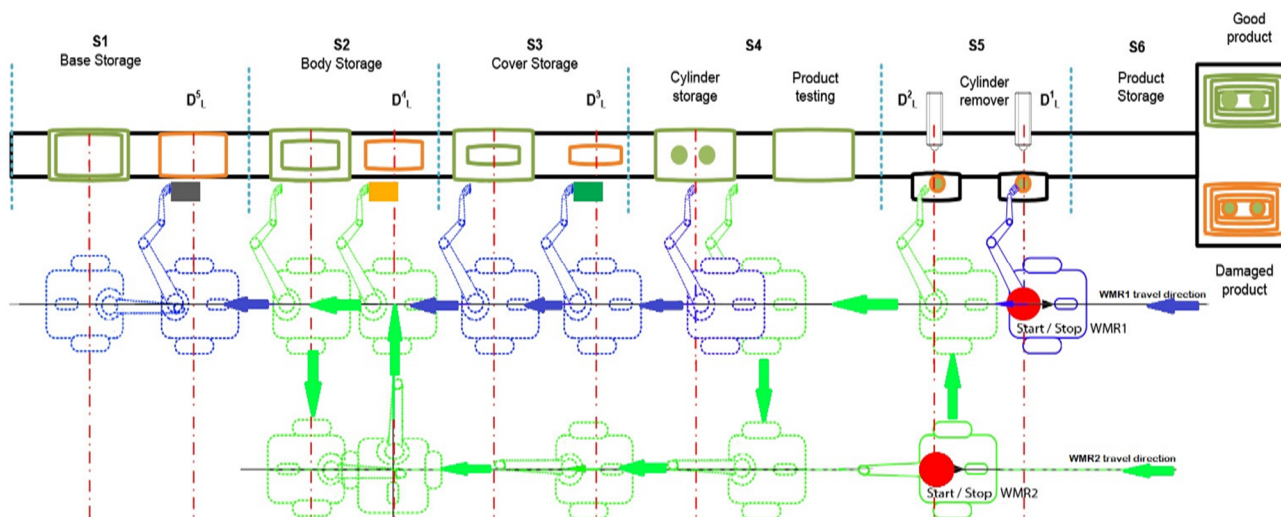 S1
Base Storage
S2
Body Storage
S3
Cover Storage
S4
Cylinder
storage
Product
testing
S5
Cylinder
remover
S6
Product
Storage
Good
product
D⁵L
D⁴L
D³L
D²L
D¹L
Damaged
product
WMR1 travel direction
Start / Stop WMR1
WMR2 travel direction
Start / Stop WMR2